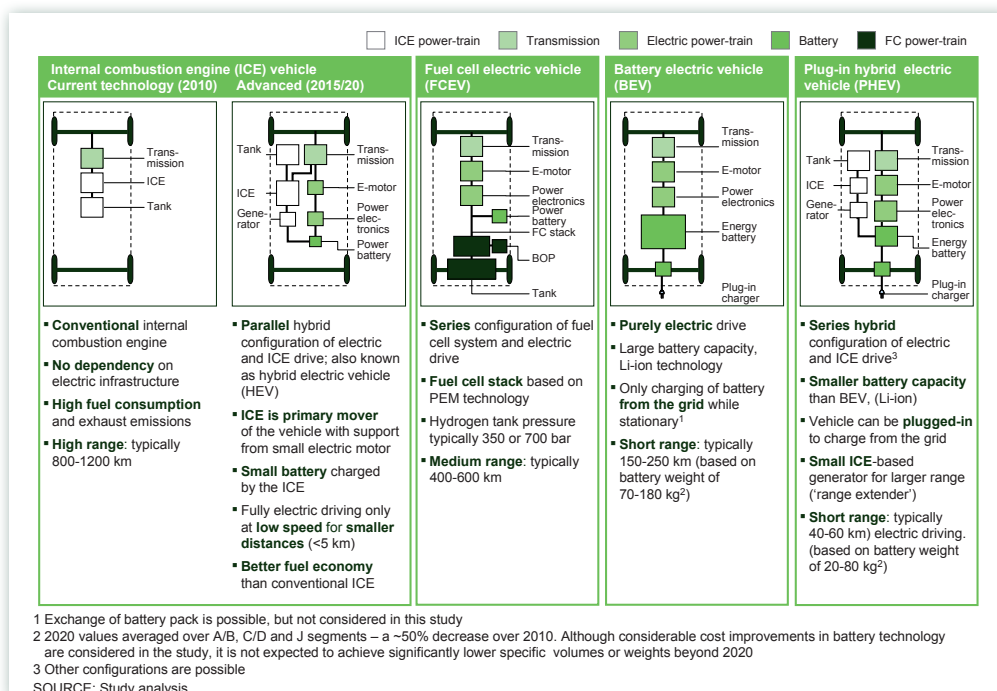 ICE power-train
Transmission
Electric power-train
Battery
FC power-train
Internal combustion engine (ICE) vehicle
Current technology (2010)
Advanced (2015/20)
Fuel cell electric vehicle
(FCEV)
Battery electric vehicle
(BEV)
Plug-in hybrid electric
vehicle (PHEV)
Trans-
mission
ICE
Tank
Tank
ICE
Gene-
rator
Trans-
mission
E-motor
Power
elec-
tronics
Power
battery
Trans-
mission
E-motor
Power
electronics
Power
battery
FC stack
BOP
Tank
Trans-
mission
E-motor
Power
electronics
Energy
battery
Plug-in
charger
Tank
ICE
Gene-
rator
Trans-
mission
E-motor
Power
elec-
tronics
Energy
battery
Plug-in
charger
▪ Conventional internal
combustion engine
▪ No dependency on
electric infrastructure
▪ High fuel consumption
and exhaust emissions
▪ High range: typically
800-1200 km
▪ Parallel hybrid
configuration of electric
and ICE drive; also known
as hybrid electric vehicle
(HEV)
▪ ICE is primary mover
of the vehicle with support
from small electric motor
▪ Small battery charged
by the ICE
▪ Fully electric driving only
at low speed for smaller
distances (<5 km)
▪ Better fuel economy
than conventional ICE
▪ Series configuration of fuel
cell system and electric
drive
▪ Fuel cell stack based on
PEM technology
▪ Hydrogen tank pressure
typically 350 or 700 bar
▪ Medium range: typically
400-600 km
▪ Purely electric drive
▪ Large battery capacity,
Li-ion technology
▪ Only charging of battery
from the grid while
stationary1
▪ Short range: typically
150-250 km (based on
battery weight of
70-180 kg2)
▪ Series hybrid
configuration of electric
and ICE drive3
▪ Smaller battery capacity
than BEV, (Li-ion)
▪ Vehicle can be plugged-in
to charge from the grid
▪ Small ICE-based
generator for larger range
(‘range extender’)
▪ Short range: typically
40-60 km) electric driving.
(based on battery weight
of 20-80 kg2)
1 Exchange of battery pack is possible, but not considered in this study
2 2020 values averaged over A/B, C/D and J segments – a ~50% decrease over 2010. Although considerable cost improvements in battery technology
are considered in the study, it is not expected to achieve significantly lower specific volumes or weights beyond 2020
3 Other configurations are possible
SOURCE: Study analysis